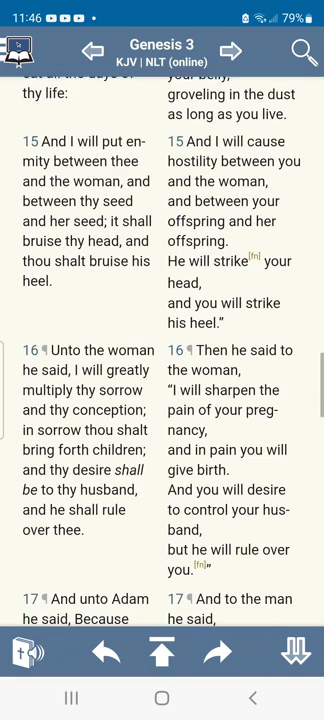 11:46
79%
Genesis 3
KJV | NLT (online)
thy life:
your belly,
groveling in the dust
as long as you live.
15 And I will put en-
mity between thee
and the woman, and
between thy seed
and her seed; it shall
bruise thy head, and
thou shalt bruise his
heel.
15 And I will cause
hostility between you
and the woman,
and between your
offspring and her
offspring.
He will strike[fn] your
head,
and you will strike
his heel.”
16 ¶ Unto the woman
he said, I will greatly
multiply thy sorrow
and thy conception;
in sorrow thou shalt
bring forth children;
and thy desire shall
be to thy husband,
and he shall rule
over thee.
16 ¶ Then he said to
the woman,
“I will sharpen the
pain of your preg-
nancy,
and in pain you will
give birth.
And you will desire
to control your hus-
band,
but he will rule over
you.[fn]”
17 ¶ And unto Adam
he said, Because
17 ¶ And to the man
he said,